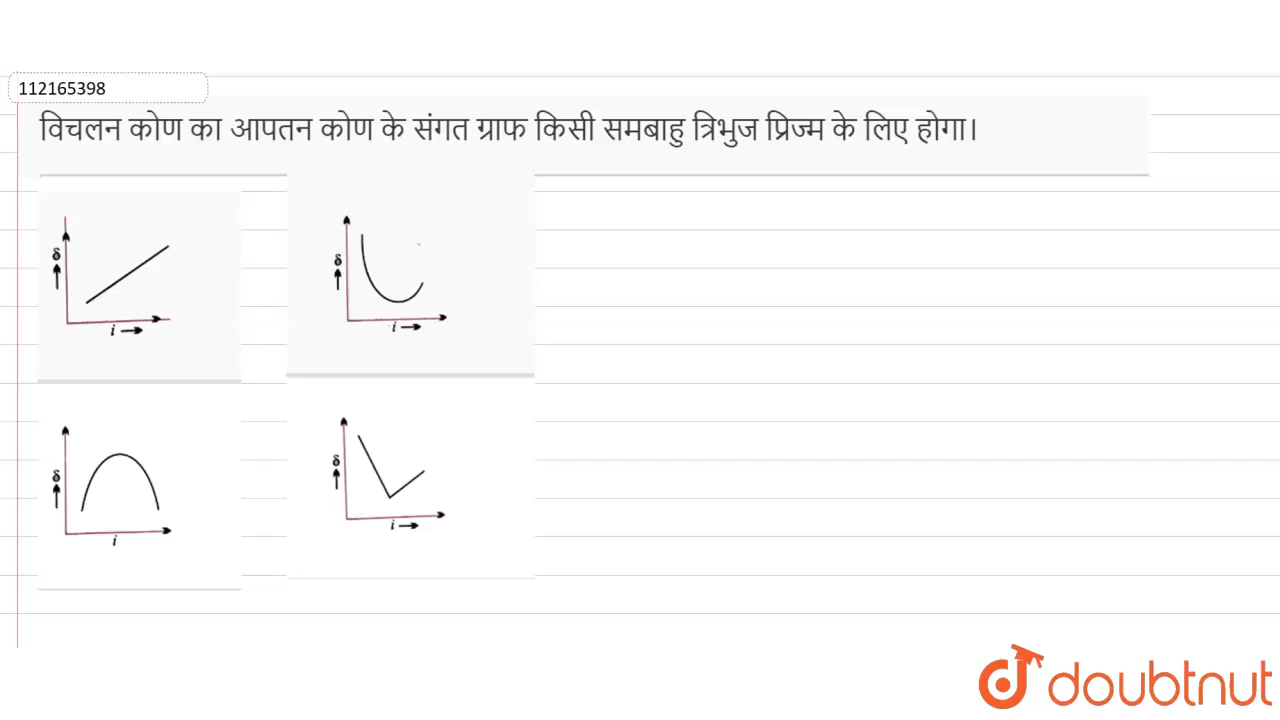 112165398
विचलन कोण का आपतन कोण के संगत ग्राफ किसी समबाहु त्रिभुज प्रिज्म के लिए होगा।
δ
i
δ
i
δ
i
δ
i
doubtnut